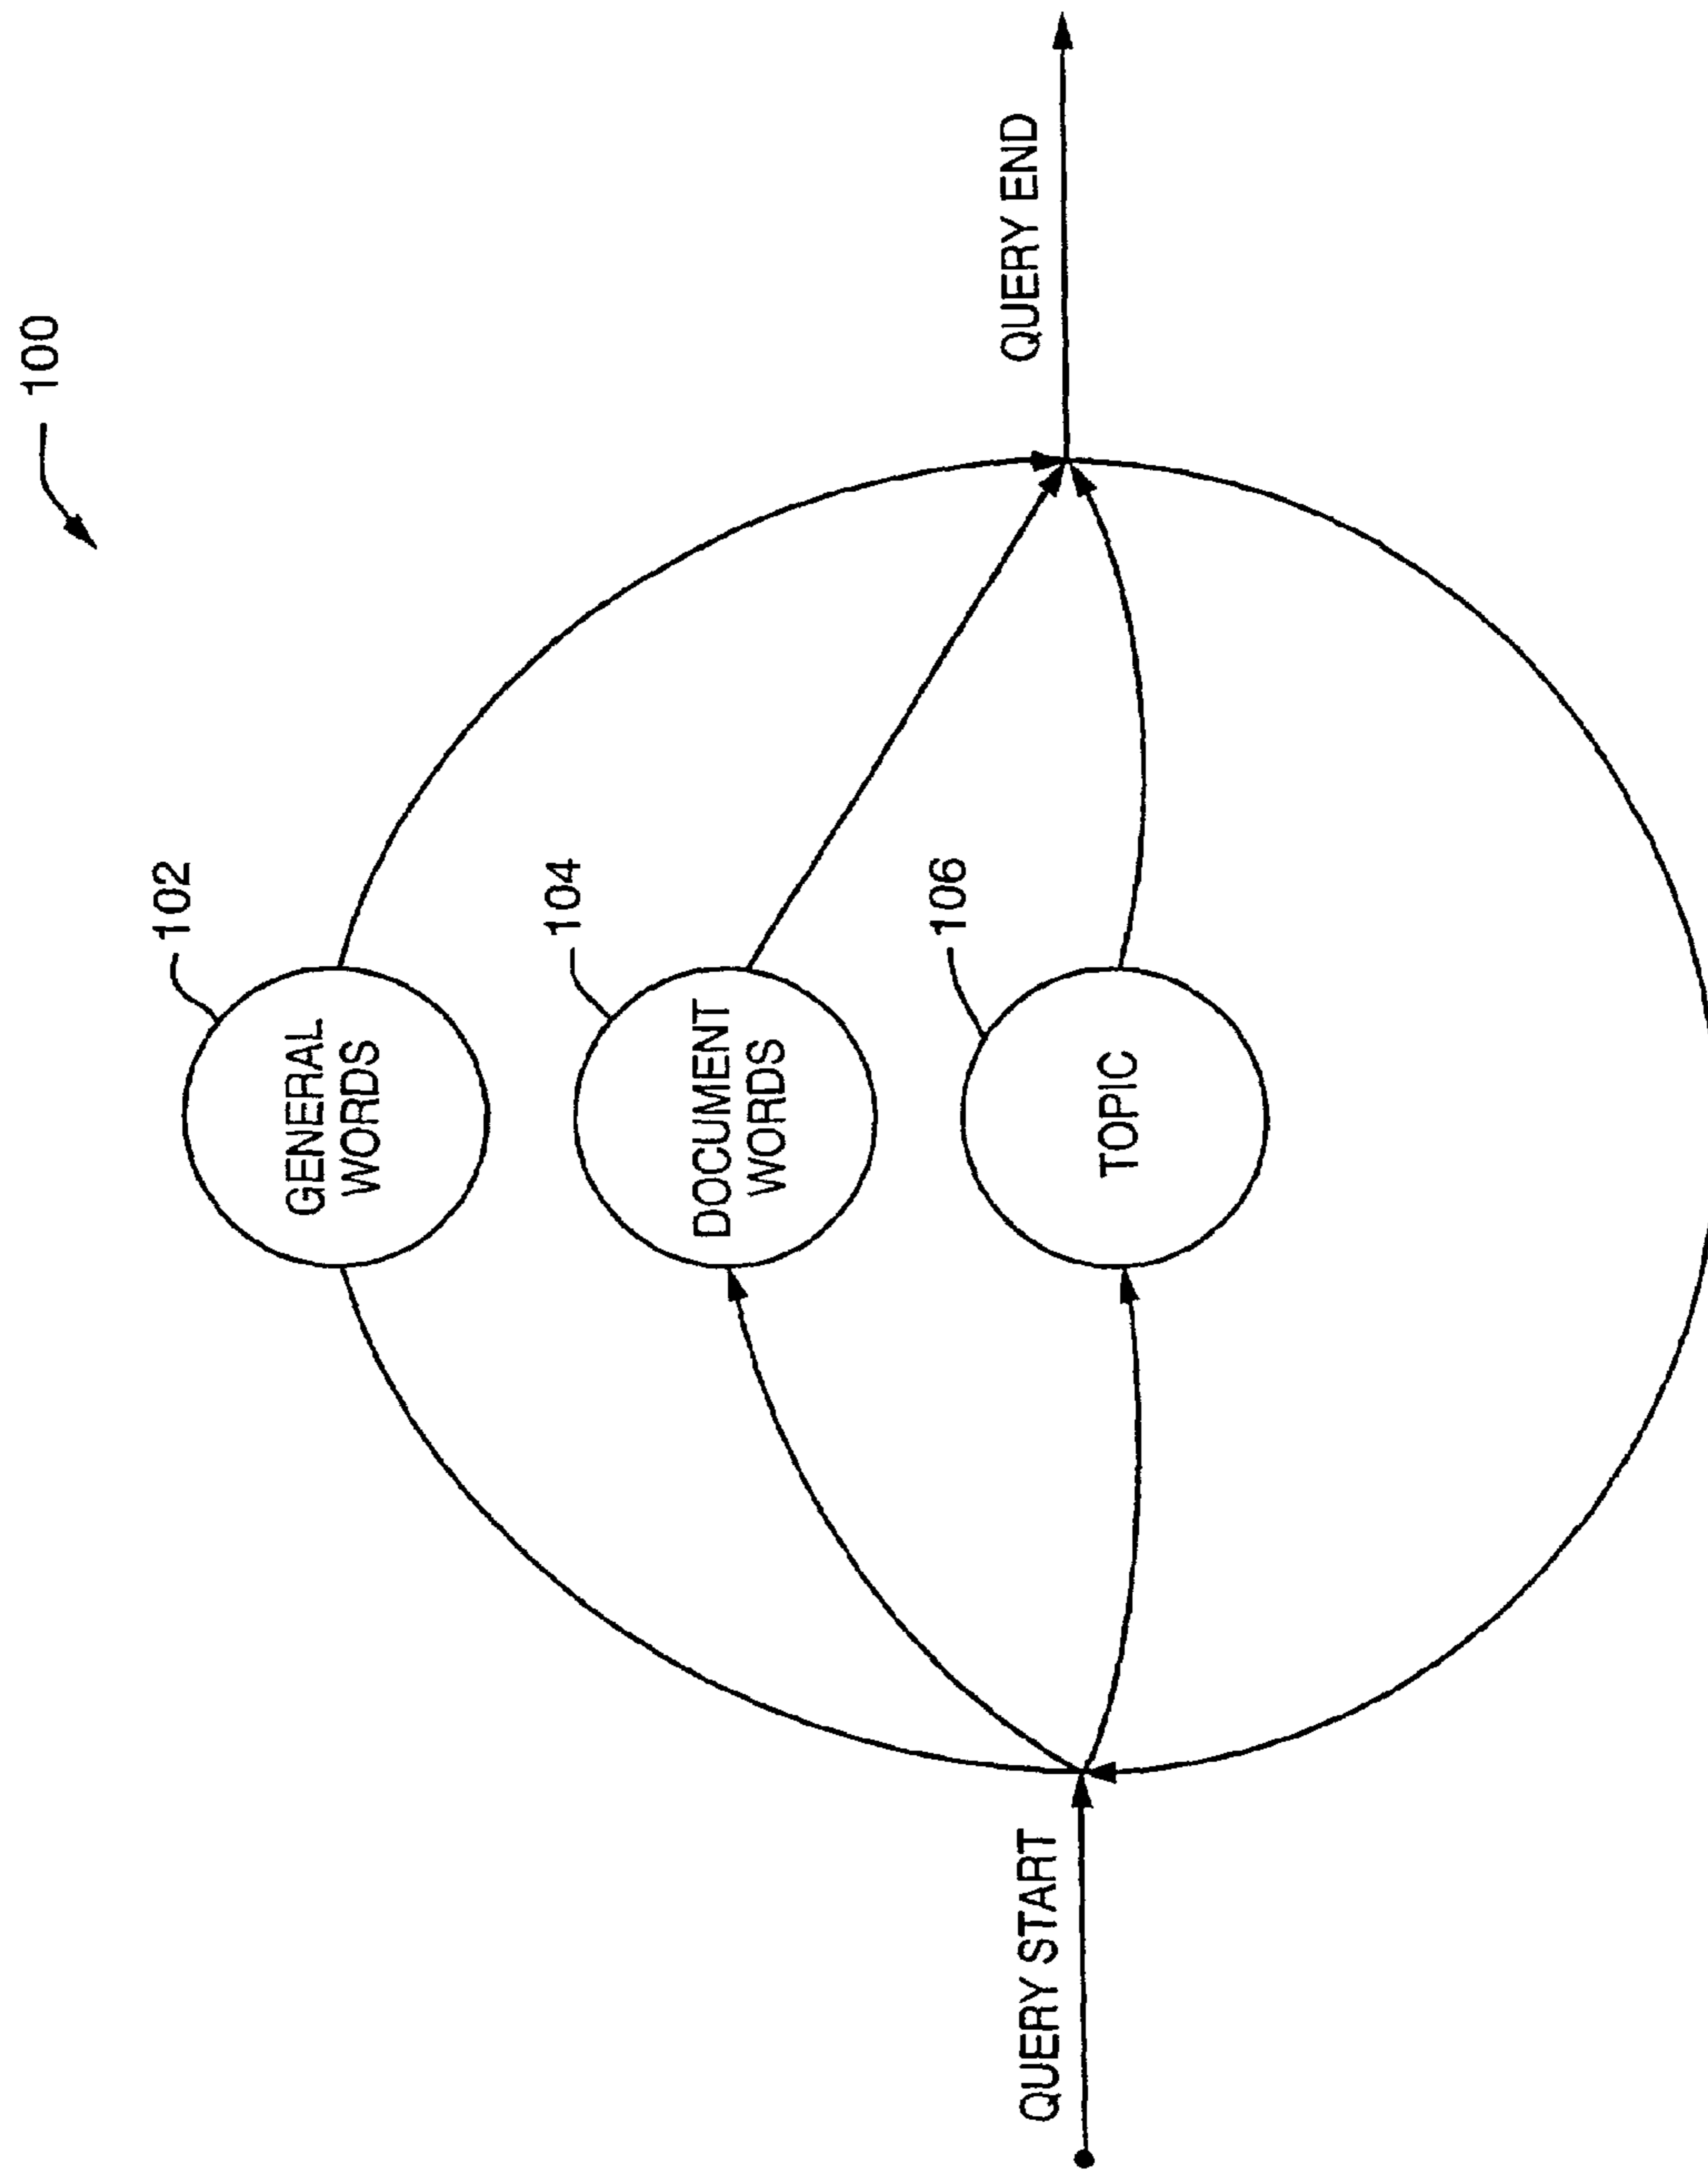 100
102
GENERAL
WORDS
104
DOCUMENT
WORDS
106
TOPIC
QUERY START
QUERY END